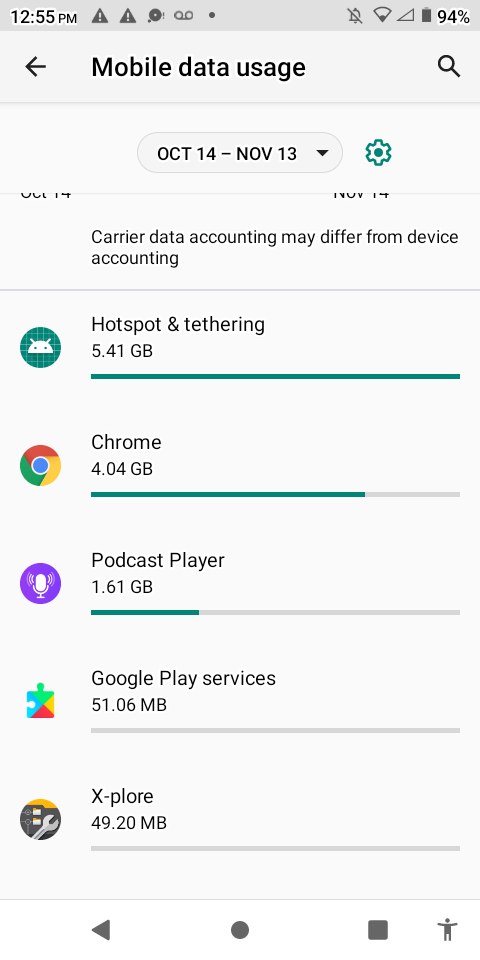 12:55 PM 94%
Mobile data usage
OCT 14 – NOV 13
Oct 14 Nov 14
Carrier data accounting may differ from device
accounting
Hotspot & tethering
5.41 GB
Chrome
4.04 GB
Podcast Player
1.61 GB
Google Play services
51.06 MB
X-plore
49.20 MB